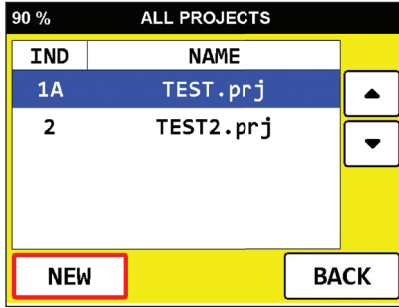 90 % ALL PROJECTS
IND NAME
1A TEST.prj
2 TEST2.prj
NEW BACK